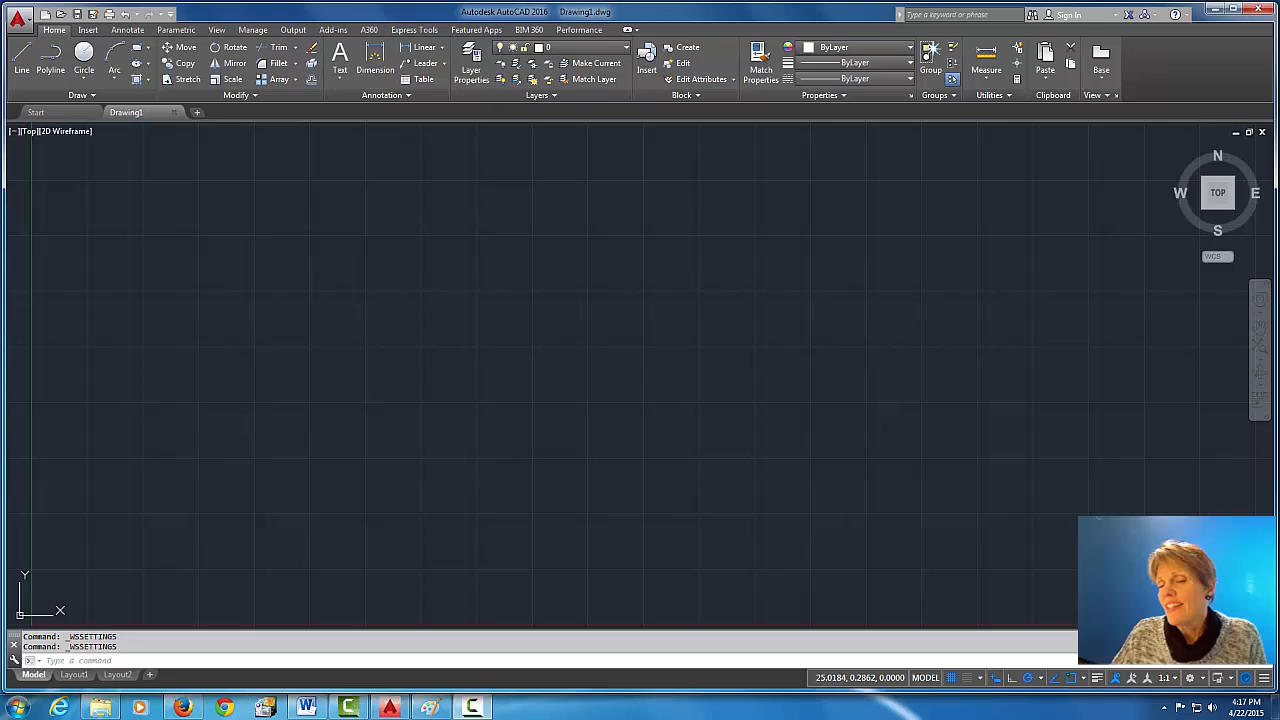 Autodesk AutoCAD 2016 Drawing1.dwg
Type a keyword or phrase
Sign In
Home Insert Annotate Parametric View Manage Output Add-ins A360 Express Tools Featured Apps BIM 360 Performance
Line Polyline Circle Arc
Move Rotate Trim
Copy Mirror Fillet
Stretch Scale Array
Text Dimension
Linear
Leader
Table
Layer Properties
0
Make Current
Match Layer
Insert
Create
Edit
Edit Attributes
Match Properties
ByLayer
ByLayer
ByLayer
Group
Measure
Paste
Base
Draw Modify Annotation Layers Block Properties Groups Utilities Clipboard View
Start Drawing1
[−][Top][2D Wireframe]
N
W TOP E
S
WCS
Y
X
Command: _WSSETTINGS
Command: _WSSETTINGS
Type a command
Model Layout1 Layout2
25.0184, 0.2862, 0.0000 MODEL
1:1
4:17 PM
4/22/2015